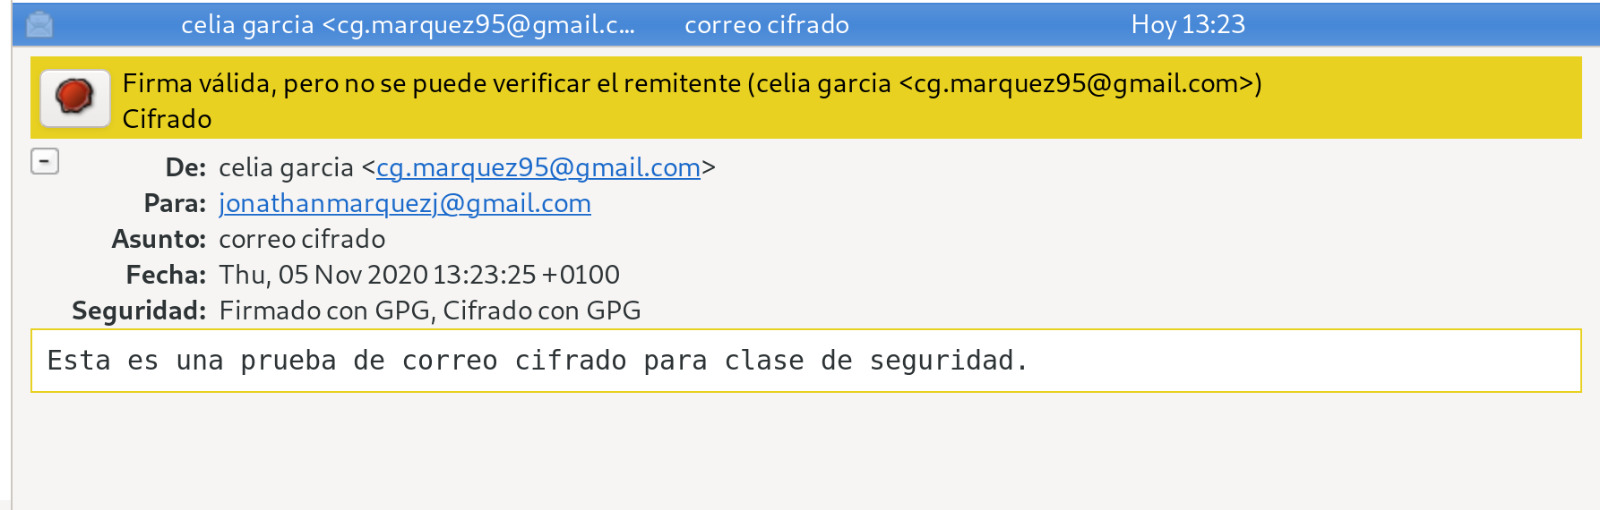 celia garcia <cg.marquez95@gmail.c... correo cifrado Hoy 13:23
Firma válida, pero no se puede verificar el remitente (celia garcia <cg.marquez95@gmail.com>)
Cifrado
De: celia garcia <cg.marquez95@gmail.com>
Para: jonathanmarquezj@gmail.com
Asunto: correo cifrado
Fecha: Thu, 05 Nov 2020 13:23:25 +0100
Seguridad: Firmado con GPG, Cifrado con GPG
Esta es una prueba de correo cifrado para clase de seguridad.